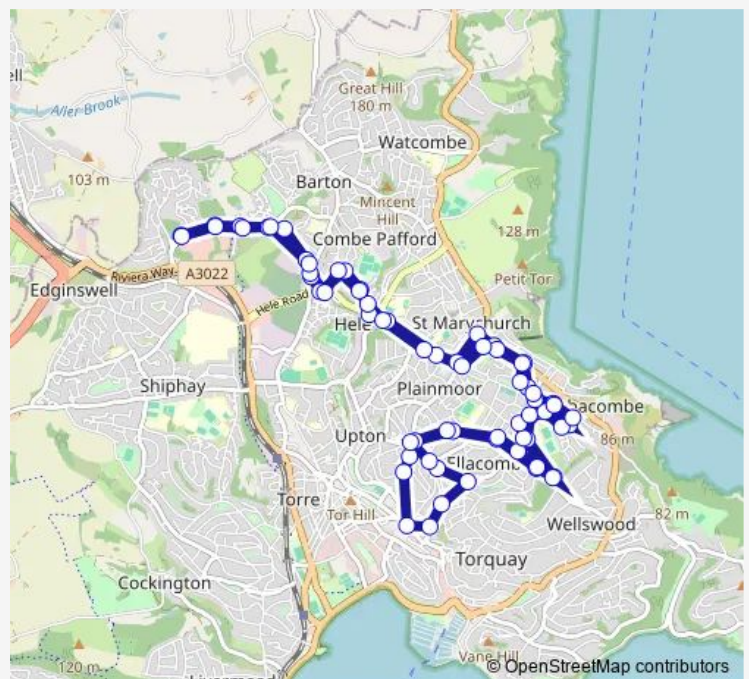 ell
Aller Brook
Great Hill
180 m
Watcombe
103 m
Barton
Mincent
Hill
Combe Pafford
128 m
Riviera Way
A3022
Petit Tor
Edginswell
Hele Road
Hele
St Marychurch
Shiphay
Plainmoor
bacombe
86 m
Upton
Ellacomb
Torre
Tor Hill
Wellswood
82 m
Torquay
Cockington
120 m
Vane Hill
© OpenStreetMap contributors